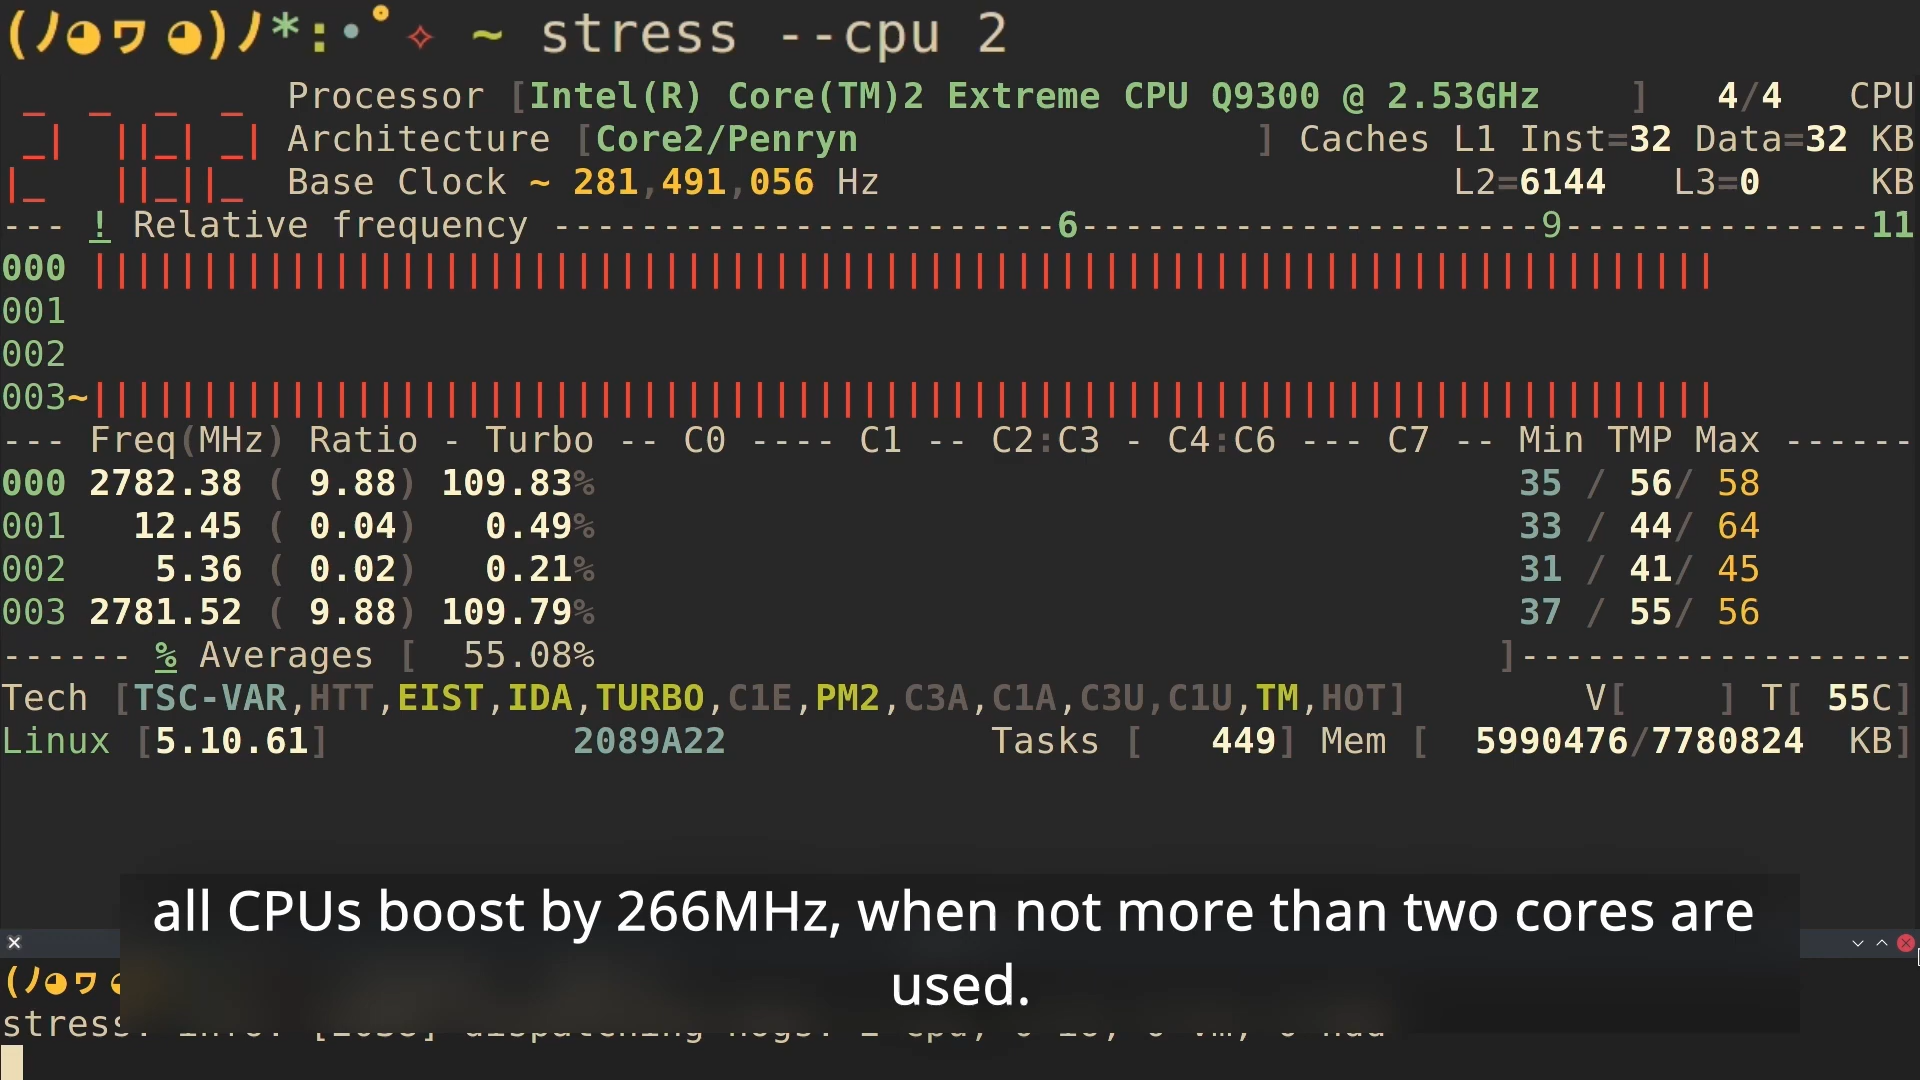 (ﾉ◕ヮ◕)ﾉ*:･ﾟ✧ ~ stress --cpu 2
Processor [Intel(R) Core(TM)2 Extreme CPU Q9300 @ 2.53GHz ] 4/4 CPU
Architecture [Core2/Penryn ] Caches L1 Inst=32 Data=32 KB
2782 Base Clock ~ 281,491,056 Hz L2=6144 L3=0 KB
--- ! Relative frequency -----------------------6---------------------9--------------11
000 ||||||||||||||||||||||||||||||||||||||||||||||||||||||||||||||||||||||||||
001
002
003~||||||||||||||||||||||||||||||||||||||||||||||||||||||||||||||||||||||||||
--- Freq(MHz) Ratio - Turbo -- C0 ---- C1 -- C2:C3 - C4:C6 --- C7 -- Min TMP Max ------
000 2782.38 ( 9.88) 109.83% 35 / 56/ 58
001 12.45 ( 0.04) 0.49% 33 / 44/ 64
002 5.36 ( 0.02) 0.21% 31 / 41/ 45
003 2781.52 ( 9.88) 109.79% 37 / 55/ 56
------ % Averages [ 55.08% ]------------------
Tech [TSC-VAR,HTT,EIST,IDA,TURBO,C1E,PM2,C3A,C1A,C3U,C1U,TM,HOT] V[ ] T[ 55C]
Linux [5.10.61] 2089A22 Tasks [ 449] Mem [ 5990476/7780824 KB]
all CPUs boost by 266MHz, when not more than two cores are
used.
(ﾉ◕ヮ
stress: